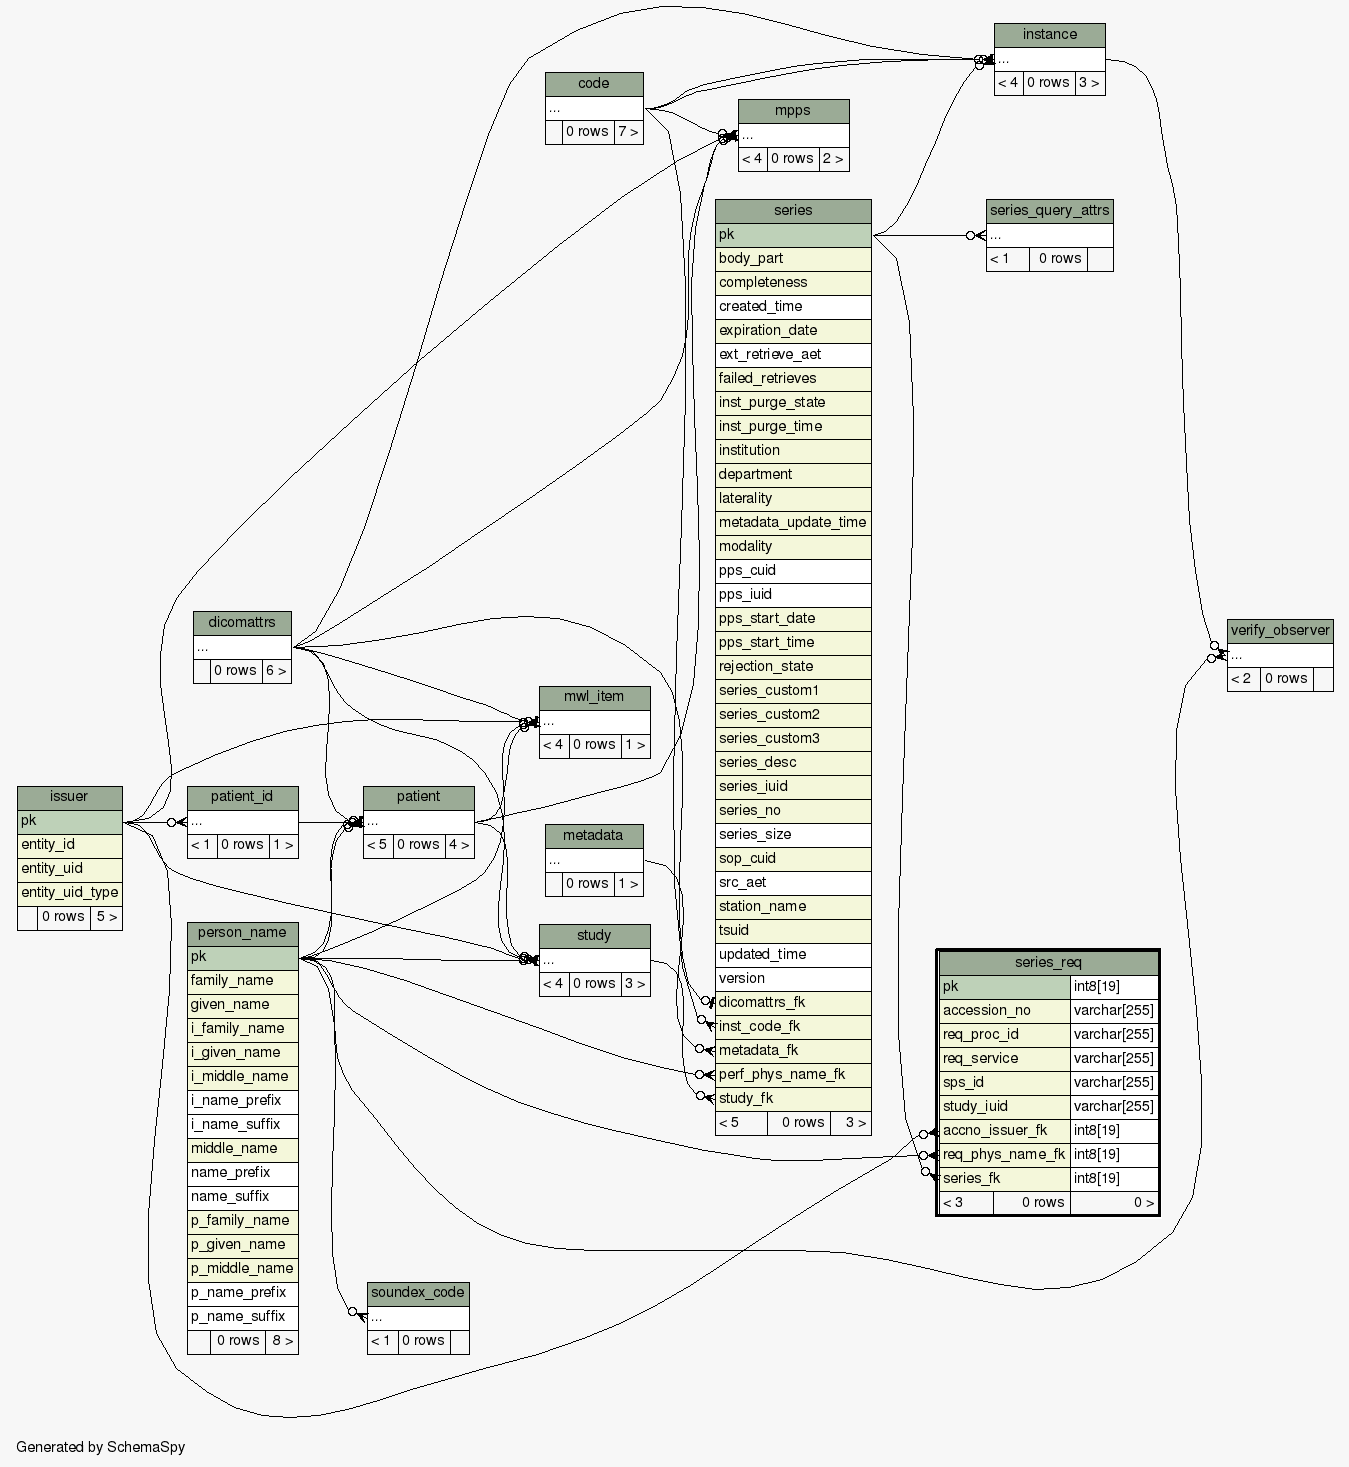 instance
...
< 4 0 rows 3 >
code
...
0 rows 7 >
mpps
...
< 4 0 rows 2 >
series
pk
body_part
completeness
created_time
expiration_date
ext_retrieve_aet
failed_retrieves
inst_purge_state
inst_purge_time
institution
department
laterality
metadata_update_time
modality
pps_cuid
pps_iuid
pps_start_date
pps_start_time
rejection_state
series_custom1
series_custom2
series_custom3
series_desc
series_iuid
series_no
series_size
sop_cuid
src_aet
station_name
tsuid
updated_time
version
dicomattrs_fk
inst_code_fk
metadata_fk
perf_phys_name_fk
study_fk
< 5 0 rows 3 >
series_query_attrs
...
< 1 0 rows
dicomattrs
...
0 rows 6 >
verify_observer
...
< 2 0 rows
mwl_item
...
< 4 0 rows 1 >
issuer
pk
entity_id
entity_uid
entity_uid_type
0 rows 5 >
patient_id
...
< 1 0 rows 1 >
patient
...
< 5 0 rows 4 >
metadata
...
0 rows 1 >
person_name
pk
family_name
given_name
i_family_name
i_given_name
i_middle_name
i_name_prefix
i_name_suffix
middle_name
name_prefix
name_suffix
p_family_name
p_given_name
p_middle_name
p_name_prefix
p_name_suffix
0 rows 8 >
study
...
< 4 0 rows 3 >
series_req
pk int8[19]
accession_no varchar[255]
req_proc_id varchar[255]
req_service varchar[255]
sps_id varchar[255]
study_iuid varchar[255]
accno_issuer_fk int8[19]
req_phys_name_fk int8[19]
series_fk int8[19]
< 3 0 rows 0 >
soundex_code
...
< 1 0 rows
Generated by SchemaSpy